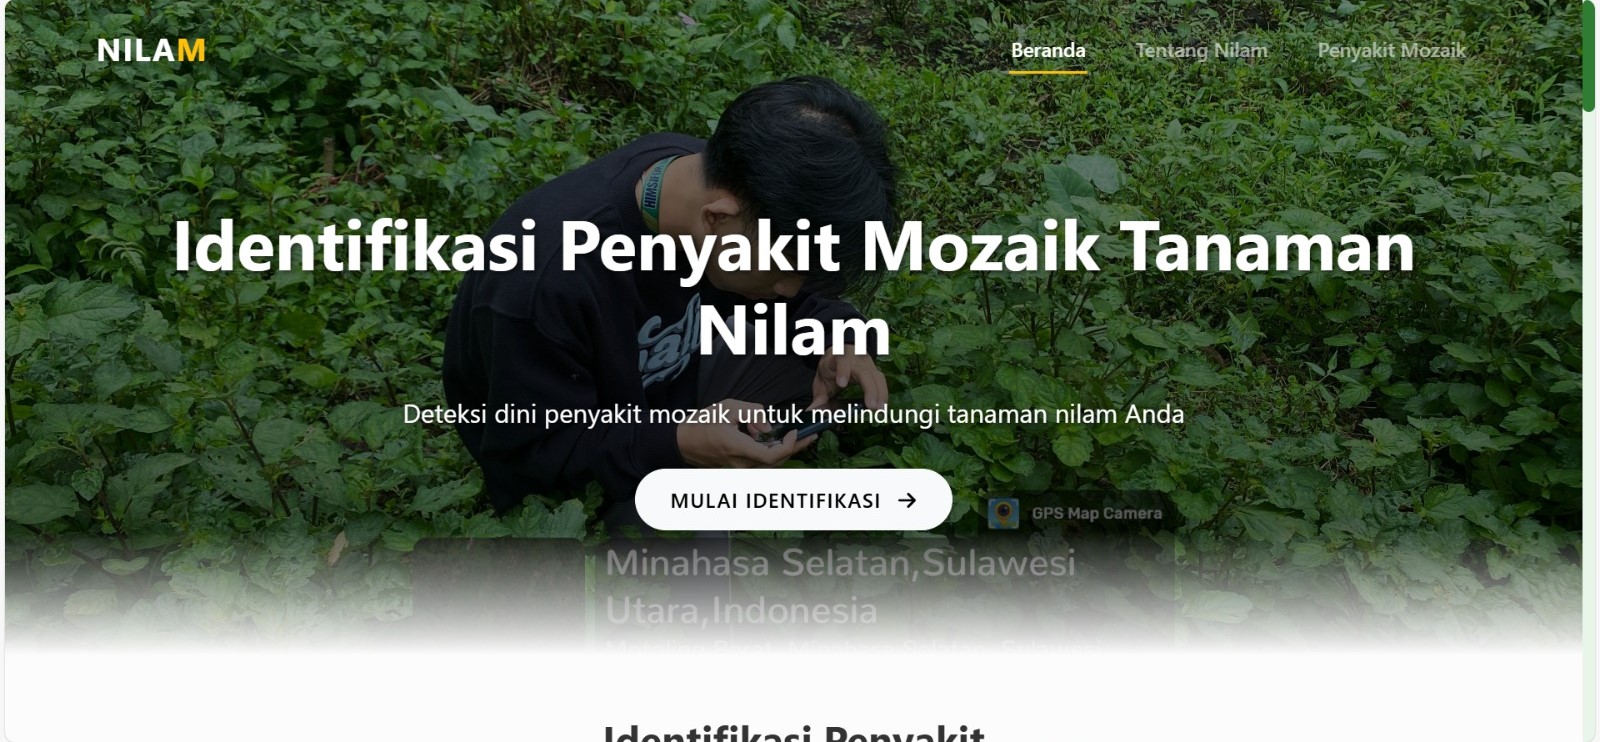 NILAM
Beranda
Tentang Nilam
Penyakit Mozaik
HIMSIFO
Identifikasi Penyakit Mozaik Tanaman
Nilam
Deteksi dini penyakit mozaik untuk melindungi tanaman nilam Anda
MULAI IDENTIFIKASI
GPS Map Camera
Minahasa Selatan,Sulawesi
Utara,Indonesia
Identifikasi Penyakit